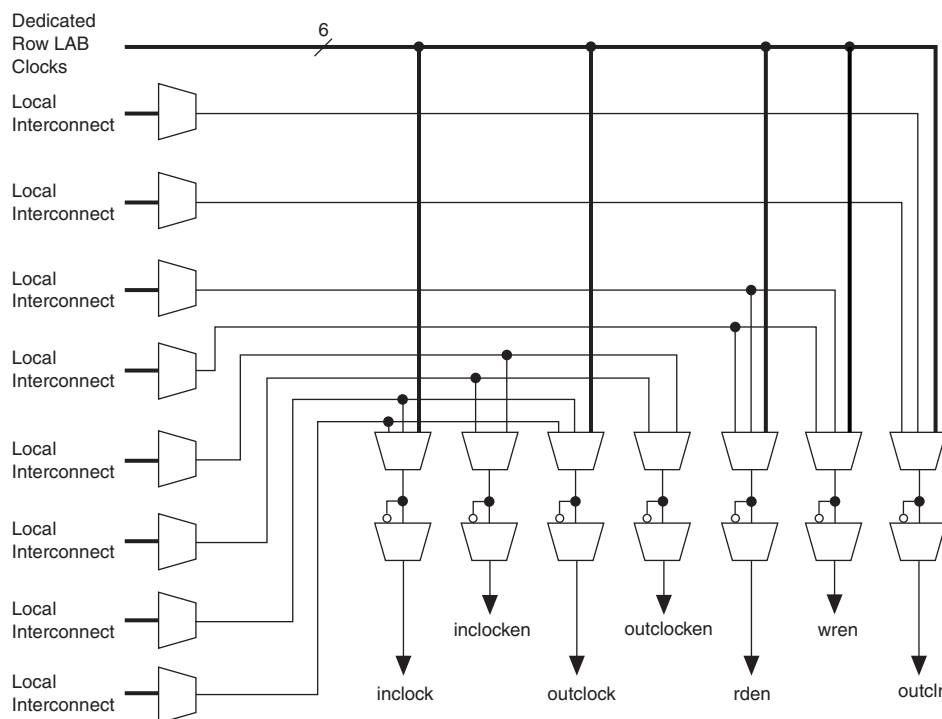 Dedicated
Row LAB
Clocks
6
Local
Interconnect
Local
Interconnect
Local
Interconnect
Local
Interconnect
Local
Interconnect
Local
Interconnect
Local
Interconnect
Local
Interconnect
inclocken
outclocken
wren
inclock
outclock
rden